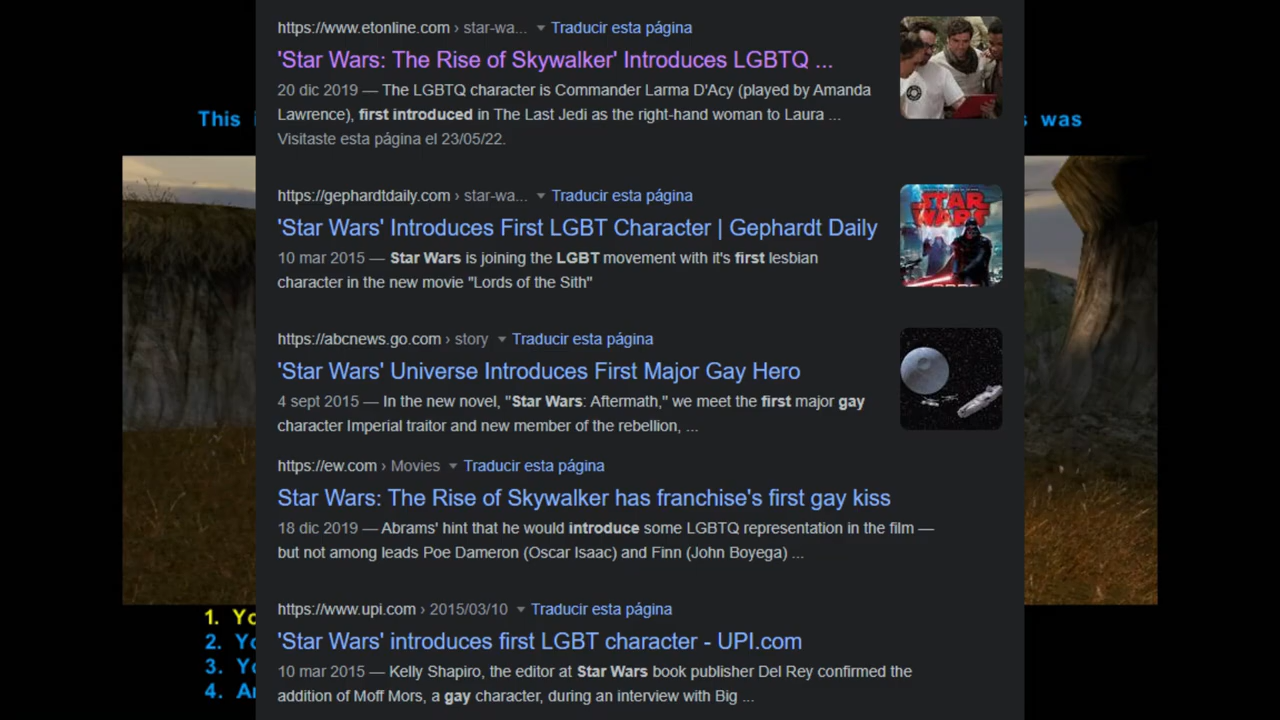 https://www.etonline.com › star-wa... Traducir esta página
'Star Wars: The Rise of Skywalker' Introduces LGBTQ ...
20 dic 2019 — The LGBTQ character is Commander Larma D'Acy (played by Amanda
This
was
Lawrence), first introduced in The Last Jedi as the right-hand woman to Laura ...
Visitaste esta página el 23/05/22.
https://gephardtdaily.com › star-wa... Traducir esta página
STAR WARS
'Star Wars' Introduces First LGBT Character | Gephardt Daily
10 mar 2015 — Star Wars is joining the LGBT movement with it's first lesbian
character in the new movie "Lords of the Sith"
https://abcnews.go.com › story Traducir esta página
'Star Wars' Universe Introduces First Major Gay Hero
4 sept 2015 — In the new novel, "Star Wars: Aftermath," we meet the first major gay
character Imperial traitor and new member of the rebellion, ...
https://ew.com › Movies Traducir esta página
Star Wars: The Rise of Skywalker has franchise's first gay kiss
18 dic 2019 — Abrams' hint that he would introduce some LGBTQ representation in the film —
but not among leads Poe Dameron (Oscar Isaac) and Finn (John Boyega) ...
https://www.upi.com › 2015/03/10 Traducir esta página
1.
2.
3.
4.
'Star Wars' introduces first LGBT character - UPI.com
10 mar 2015 — Kelly Shapiro, the editor at Star Wars book publisher Del Rey confirmed the
addition of Moff Mors, a gay character, during an interview with Big ...